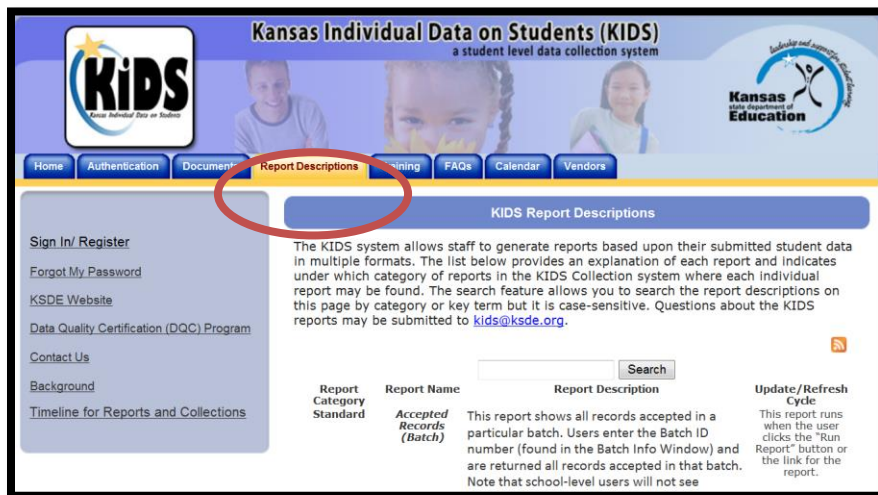 Kansas Individual Data on Students (KIDS)
a student level data collection system
KiDS
Kansas Individual Data on Students
leadership and support for student learning
Kansas
state department of
Education
Home
Authentication
Documents
Report Descriptions
Training
FAQs
Calendar
Vendors
Sign In/ Register
Forgot My Password
KSDE Website
Data Quality Certification (DQC) Program
Contact Us
Background
Timeline for Reports and Collections
KIDS Report Descriptions
The KIDS system allows staff to generate reports based upon their submitted student data
in multiple formats. The list below provides an explanation of each report and indicates
under which category of reports in the KIDS Collection system where each individual
report may be found. The search feature allows you to search the report descriptions on
this page by category or key term but it is case-sensitive. Questions about the KIDS
reports may be submitted to kids@ksde.org.
Search
Report
Category
Report Name
Report Description
Update/Refresh
Cycle
Standard
Accepted
Records
(Batch)
This report shows all records accepted in a
particular batch. Users enter the Batch ID
number (found in the Batch Info Window) and
are returned all records accepted in that batch.
Note that school-level users will not see
This report runs
when the user
clicks the "Run
Report" button or
the link for the
report.